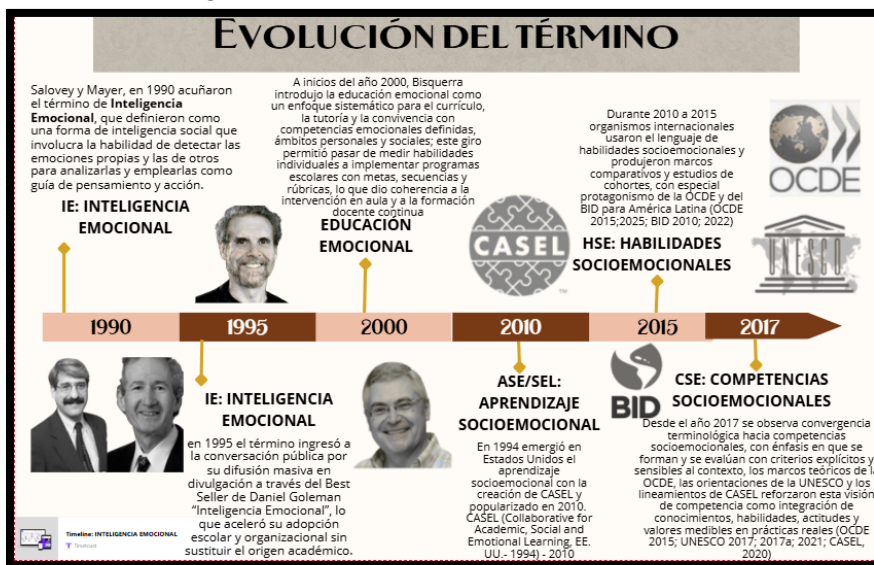 EVOLUCIÓN DEL TÉRMINO
Salovey y Mayer, en 1990 acuñaron
el término de Inteligencia
Emocional, que definieron como
una forma de inteligencia social que
involucra la habilidad de detectar las
emociones propias y las de otros
para analizarlas y emplearlas como
guía de pensamiento y acción.
IE: INTELIGENCIA
EMOCIONAL
A inicios del año 2000, Bisquerra
introdujo la educación emocional como
un enfoque sistemático para el currículo,
la tutoría y la convivencia con
competencias emocionales definidas,
ámbitos personales y sociales; este giro
permitió pasar de medir habilidades
individuales a implementar programas
escolares con metas, secuencias y
rúbricas, lo que dio coherencia a la
intervención en aula y a la formación
docente continua
EDUCACIÓN
EMOCIONAL
CASEL
TM
Durante 2010 a 2015
organismos internacionales
usaron el lenguaje de
habilidades socioemocionales y
produjeron marcos
comparativos y estudios de
cohortes, con especial
protagonismo de la OCDE y del
BID para América Latina (OCDE
2015;2025; BID 2010; 2022)
HSE: HABILIDADES
SOCIOEMOCIONALES
OCDE
UNESCO
1990
1995
2000
2010
2015
2017
IE: INTELIGENCIA
EMOCIONAL
en 1995 el término ingresó a
la conversación pública por
su difusión masiva en
divulgación a través del Best
Seller de Daniel Goleman
“Inteligencia Emocional”, lo
que aceleró su adopción
escolar y organizacional sin
sustituir el origen académico.
ASE/SEL:
APRENDIZAJE
SOCIOEMOCIONAL
En 1994 emergió en
Estados Unidos el
aprendizaje
socioemocional con la
creación de CASEL y
popularizado en 2010.
CASEL (Collaborative for
Academic, Social and
Emotional Learning, EE.
UU.- 1994) - 2010
BID
CSE: COMPETENCIAS
SOCIOEMOCIONALES
Desde el año 2017 se observa convergencia
terminológica hacia competencias
socioemocionales, con énfasis en que se
forman y se evalúan con criterios explícitos y
sensibles al contexto, los marcos teóricos de
OCDE, las orientaciones de la UNESCO y los
lineamientos de CASEL reforzaron esta visión
de competencia como integración de
conocimientos, habilidades, actitudes y
valores medibles en prácticas reales (OCDE
2015; UNESCO 2017; 2017a; 2021; CASEL,
2020)
Timeline: INTELIGENCIA EMOCIONAL